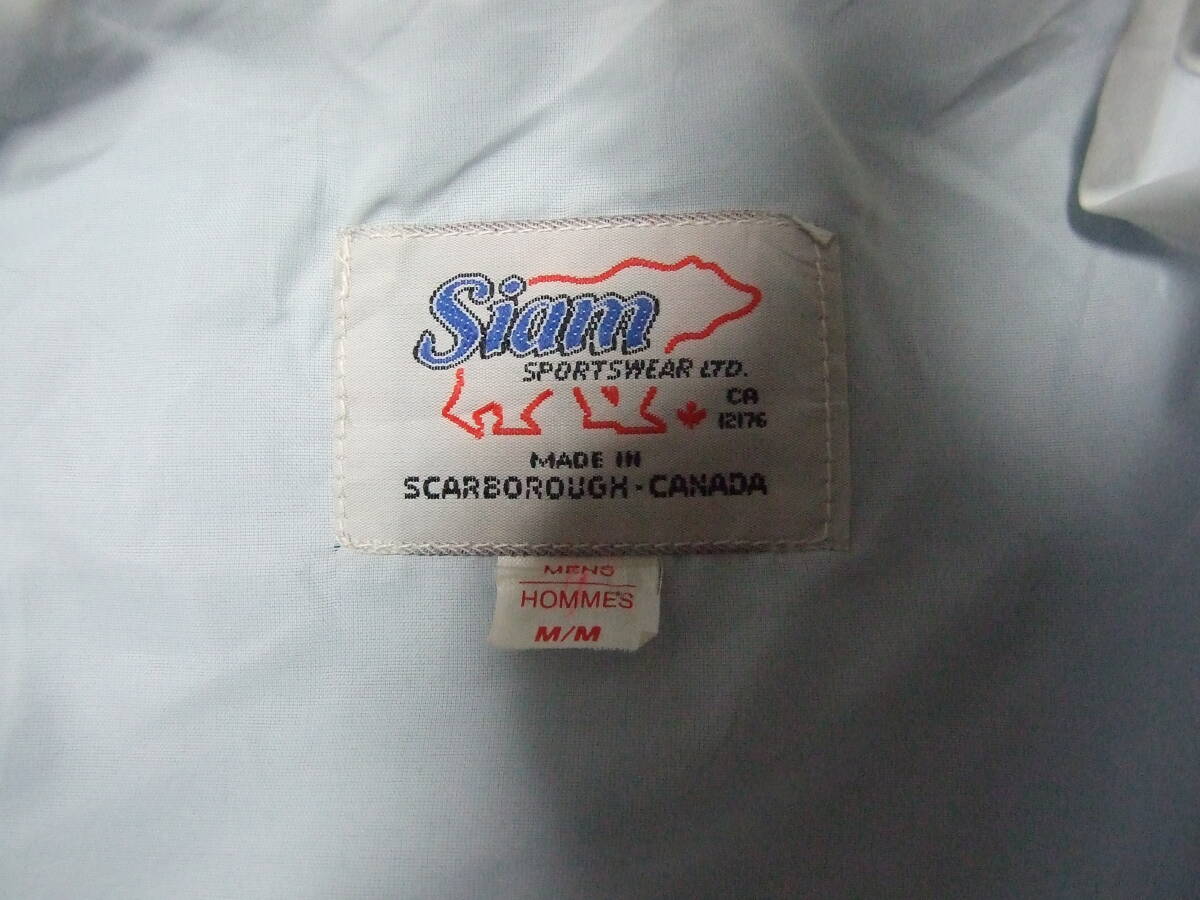 Siam
SPORTSWEAR LTD.
CA
12176
MADE IN
SCARBOROUGH · CANADA
MENS
HOMMES
M/M